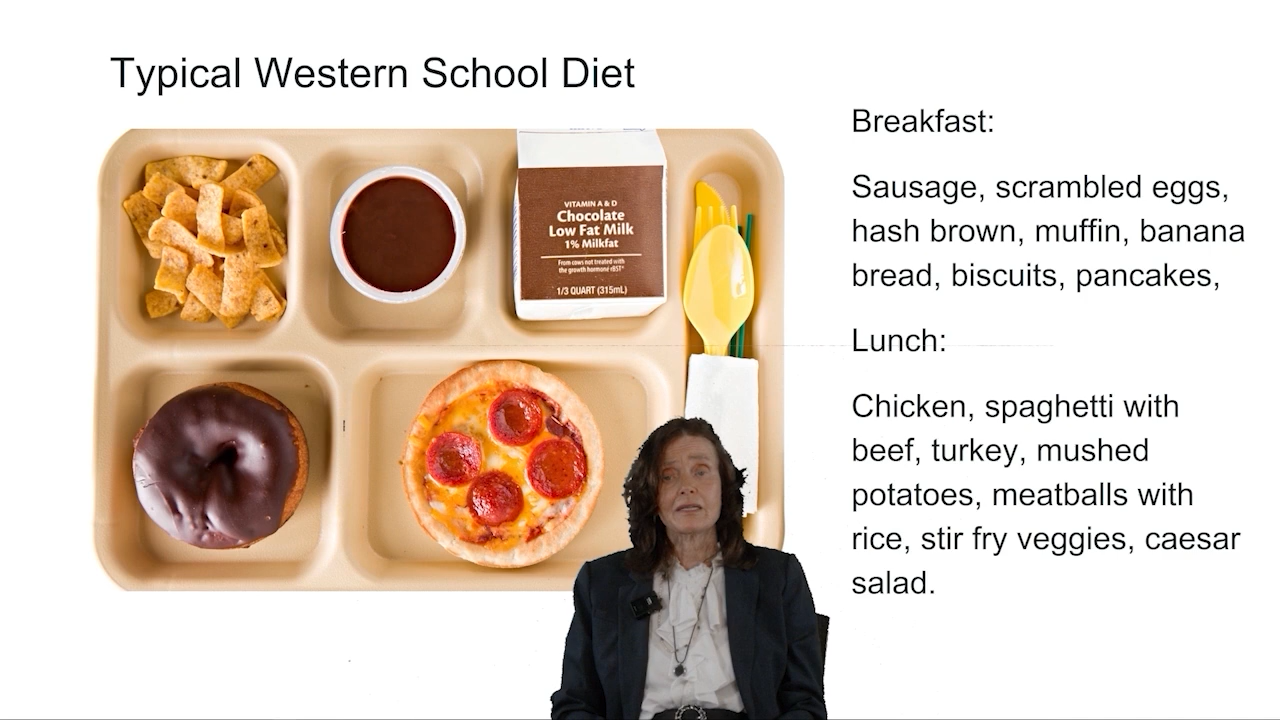 Typical Western School Diet
Breakfast:
Sausage, scrambled eggs,
hash brown, muffin, banana
bread, biscuits, pancakes,
Lunch:
Chicken, spaghetti with
beef, turkey, mushed
potatoes, meatballs with
rice, stir fry veggies, caesar
salad.
VITAMIN A & D
Chocolate
Low Fat Milk
1% Milkfat
From cows not treated with
the growth hormone rBST*
1/3 QUART (315mL)